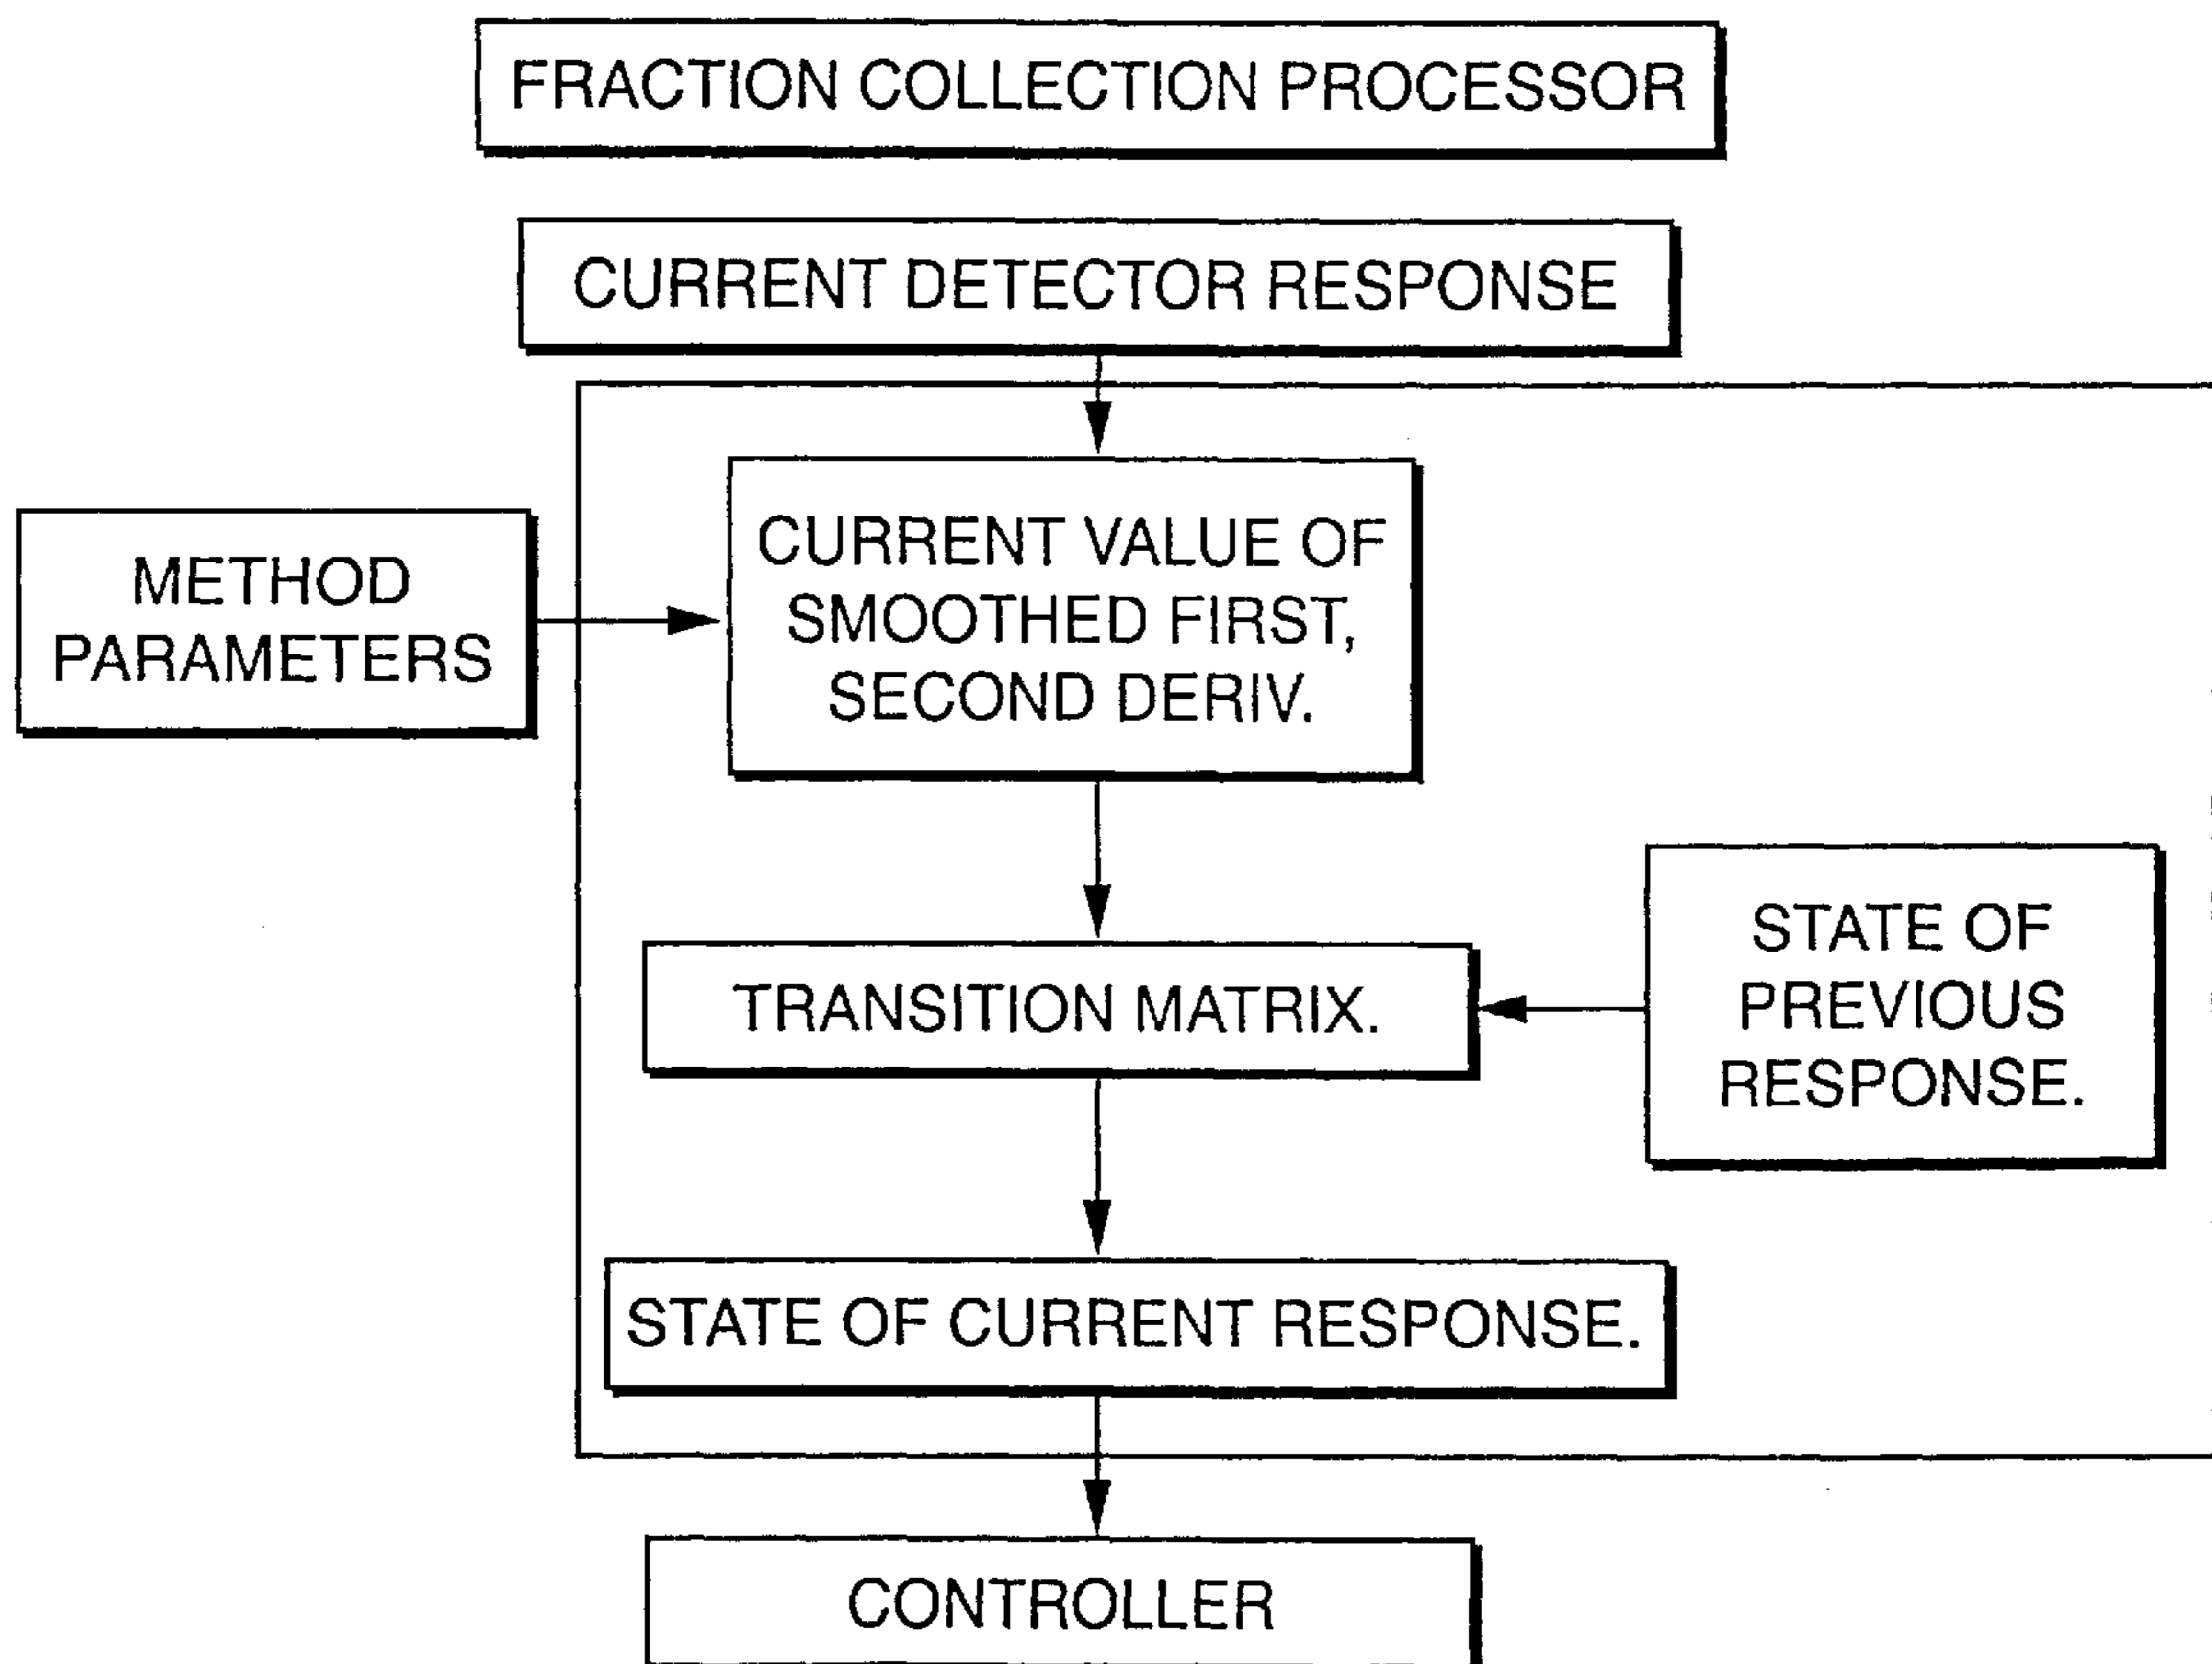 FRACTION COLLECTION PROCESSOR
CURRENT DETECTOR RESPONSE
METHOD
PARAMETERS
CURRENT VALUE OF
SMOOTHED FIRST,
SECOND DERIV.
TRANSITION MATRIX.
STATE OF
PREVIOUS
RESPONSE.
STATE OF CURRENT RESPONSE.
CONTROLLER